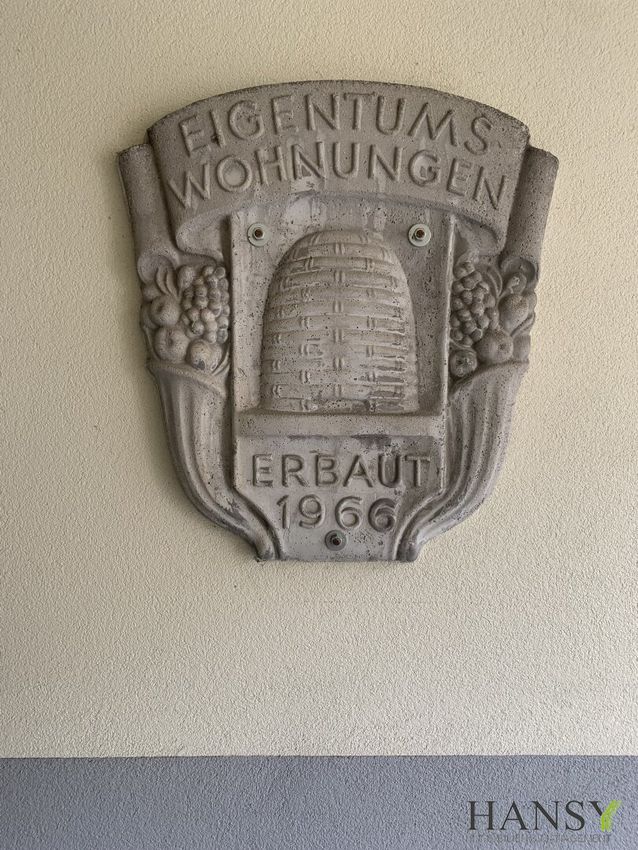 EIGENTUMS
WOHNUNGEN
ERBAUT
1966
HANSY